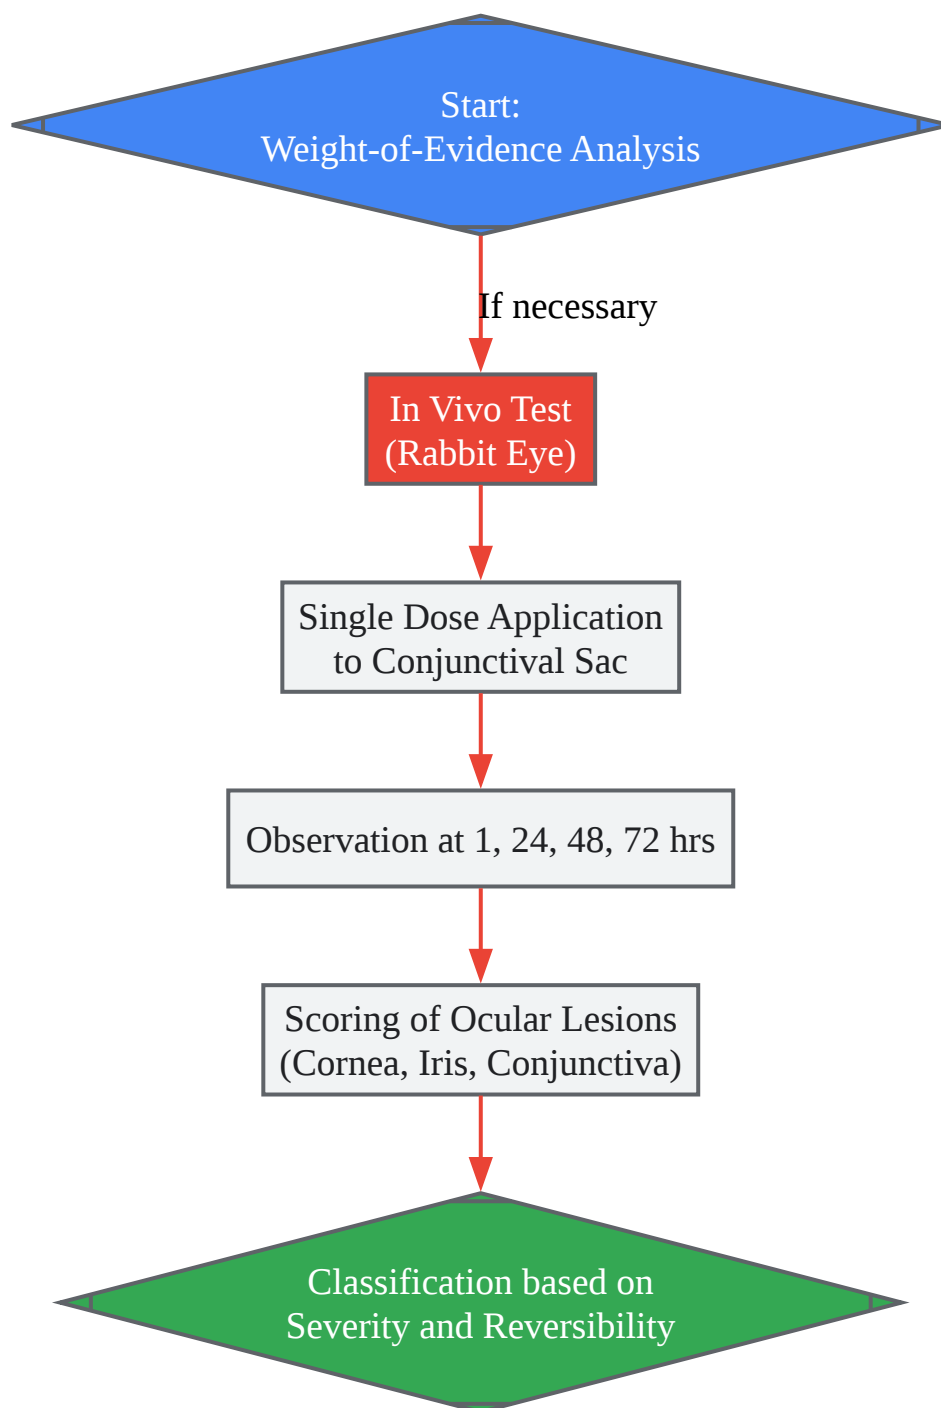 Start:
Weight-of-Evidence Analysis
If necessary
In Vivo Test
(Rabbit Eye)
Single Dose Application
to Conjunctival Sac
Observation at 1, 24, 48, 72 hrs
Scoring of Ocular Lesions
(Cornea, Iris, Conjunctiva)
Classification based on
Severity and Reversibility